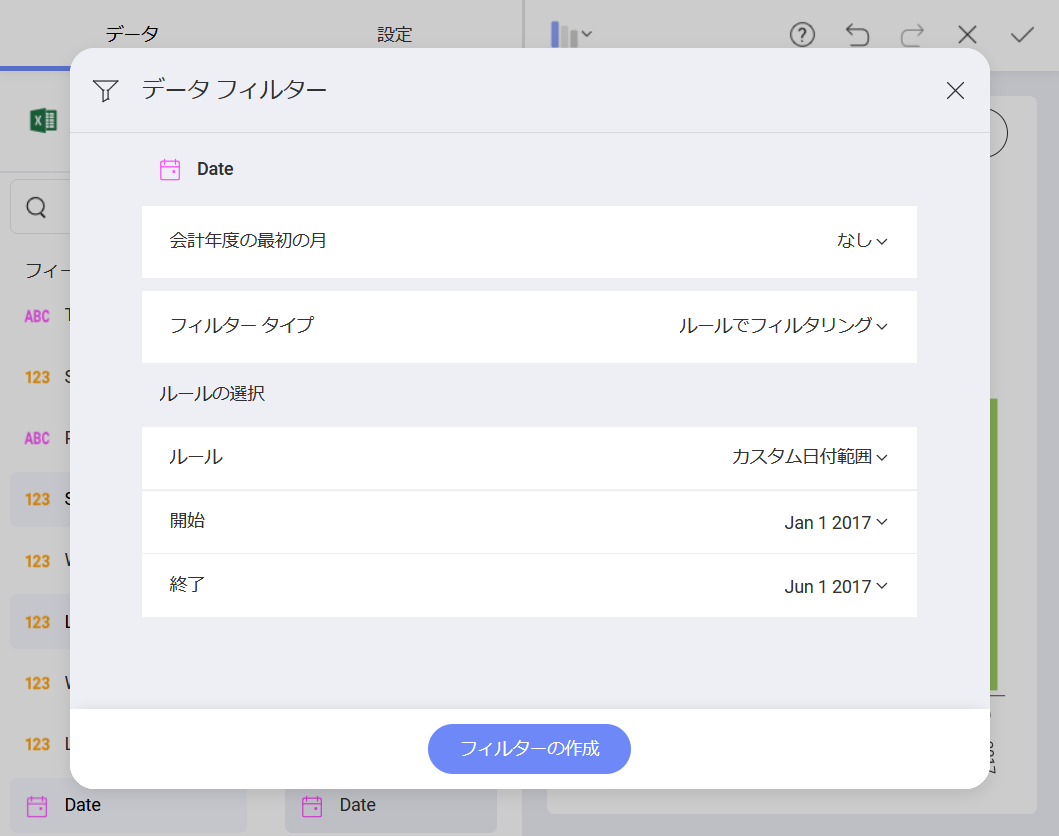 データ 設定
データ フィルター
Date
会計年度の最初の月 なし
フィルター タイプ ルールでフィルタリング
ルールの選択
ルール カスタム日付範囲
開始 Jan 1 2017
終了 Jun 1 2017
フィルターの作成
フィー
ABC
123 S
ABC
123 S
123
123 L
123
123 L
Date Date